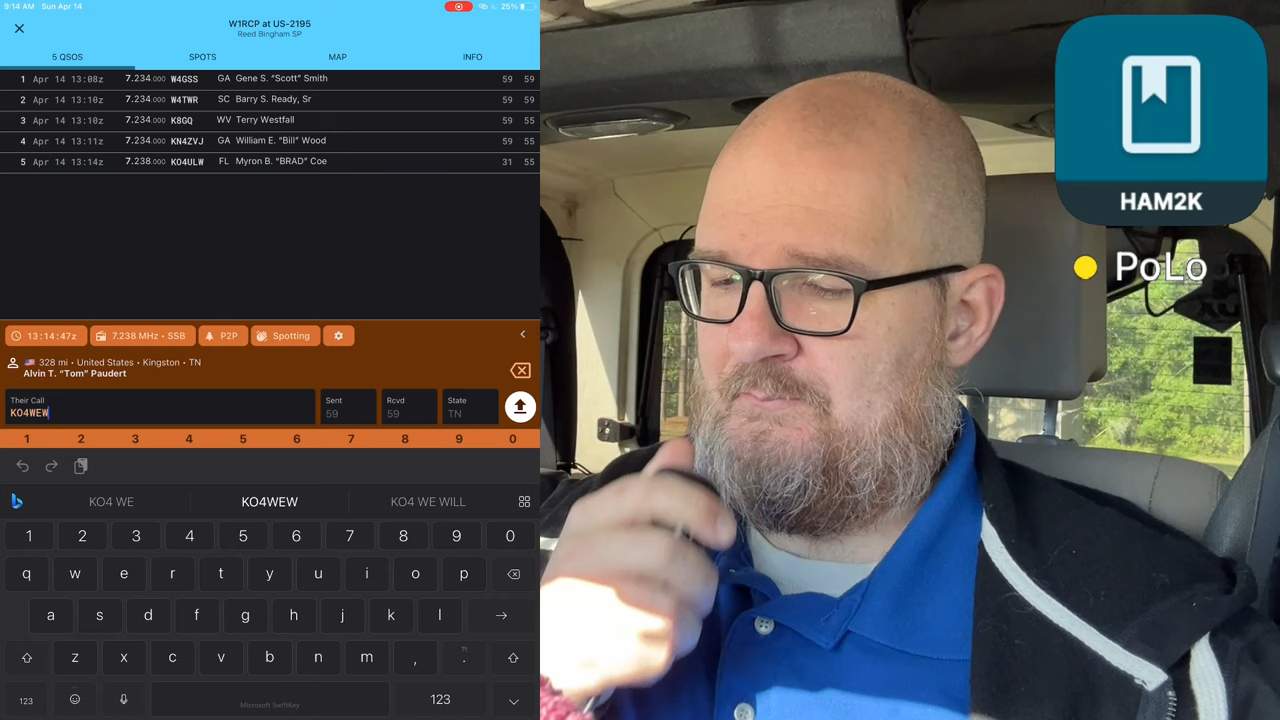 9:14 AM Sun Apr 14 25%
W1RCP at US-2195
Reed Bingham SP
5 QSOS SPOTS MAP INFO
1 Apr 14 13:08z 7.234.000 W4GSS GA Gene S. “Scott” Smith 59 59
2 Apr 14 13:10z 7.234.000 W4TWR SC Barry S. Ready, Sr 59 59
3 Apr 14 13:10z 7.234.000 K8GQ WV Terry Westfall 59 55
4 Apr 14 13:11z 7.234.000 KN4ZVJ GA William E. “Bill” Wood 59 55
5 Apr 14 13:14z 7.238.000 KO4ULW FL Myron B. “BRAD” Coe 31 55
13:14:47z 7.238 MHz • SSB P2P Spotting
328 mi • United States • Kingston • TN
Alvin T. “Tom” Paudert
Their Call Sent Rcvd State
KO4WEW 59 59 TN
1 2 3 4 5 6 7 8 9 0
KO4 WE KO4WEW KO4 WE WILL
1 2 3 4 5 6 7 8 9 0
q w e r t y u i o p
a s d f g h j k l
z x c v b n m , . ?!
123 Microsoft SwiftKey 123
HAM2K
PoLo